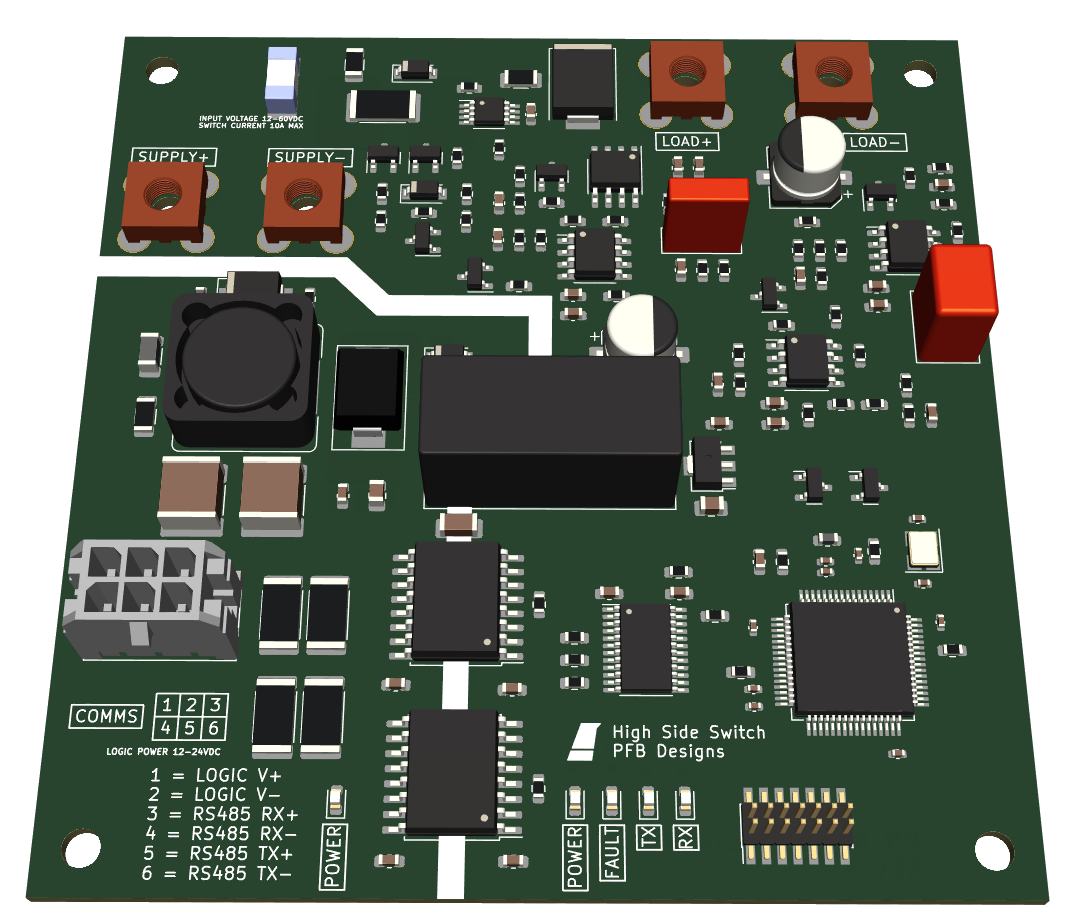 INPUT VOLTAGE 12-60VDC
SWITCH CURRENT 10A MAX
SUPPLY+
SUPPLY-
LOAD+
LOAD-
+
+
COMMS
1 2 3
4 5 6
LOGIC POWER 12-24VDC
1 = LOGIC V+
2 = LOGIC V-
3 = RS485 RX+
4 = RS485 RX-
5 = RS485 TX+
6 = RS485 TX-
POWER
High Side Switch
PFB Designs
POWER
FAULT
TX
RX